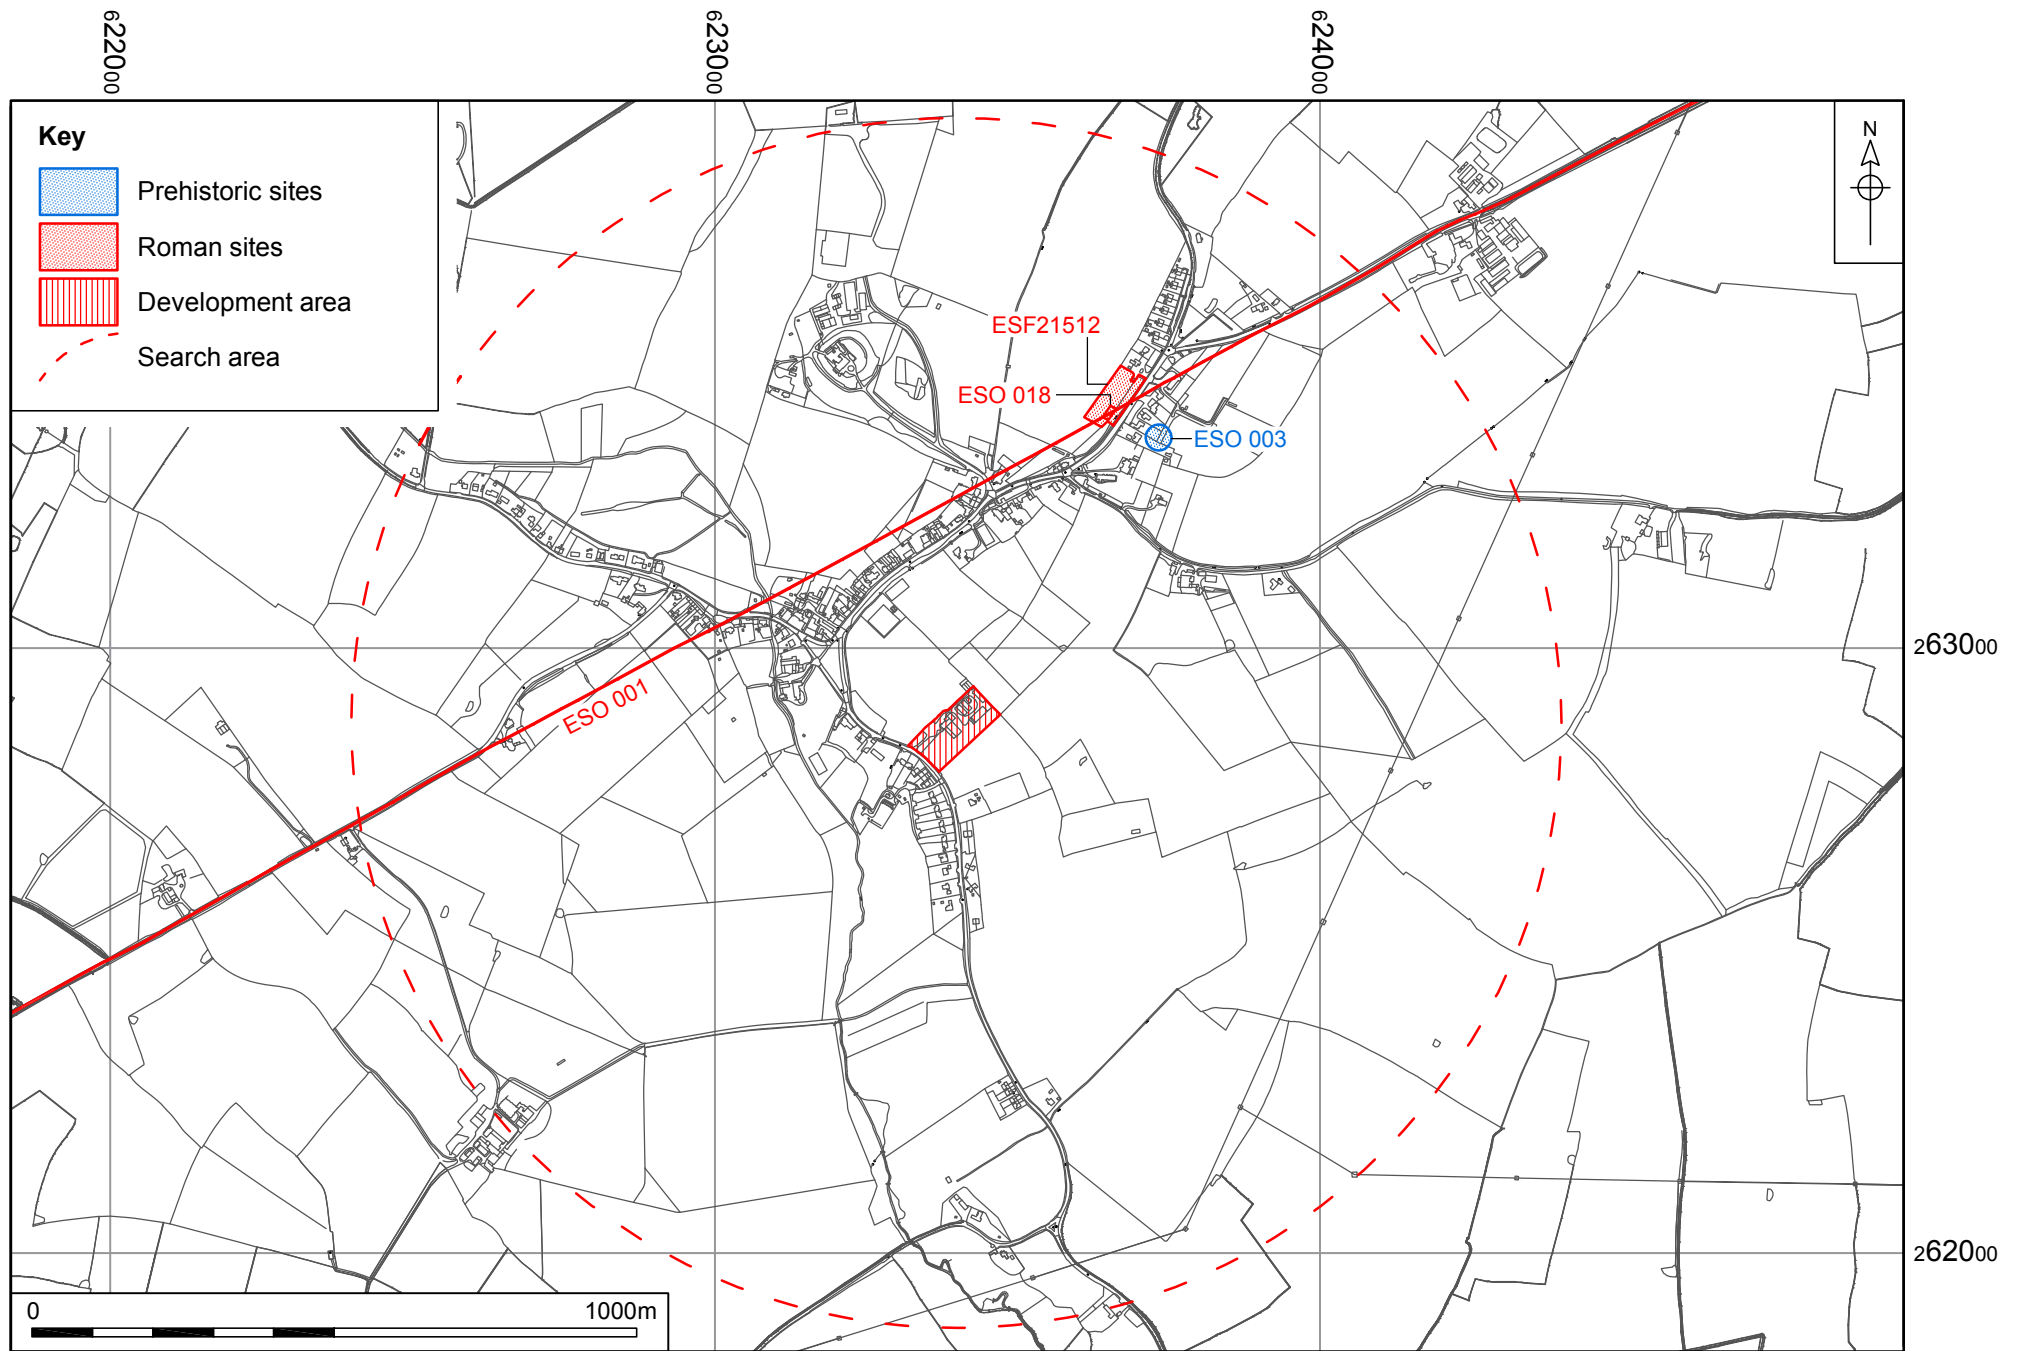 622000
623000
624000
Key
Prehistoric sites
Roman sites
Development area
Search area
N
ESF21512
ESO 018
ESO 003
263000
ESO 001
262000
0 1000m